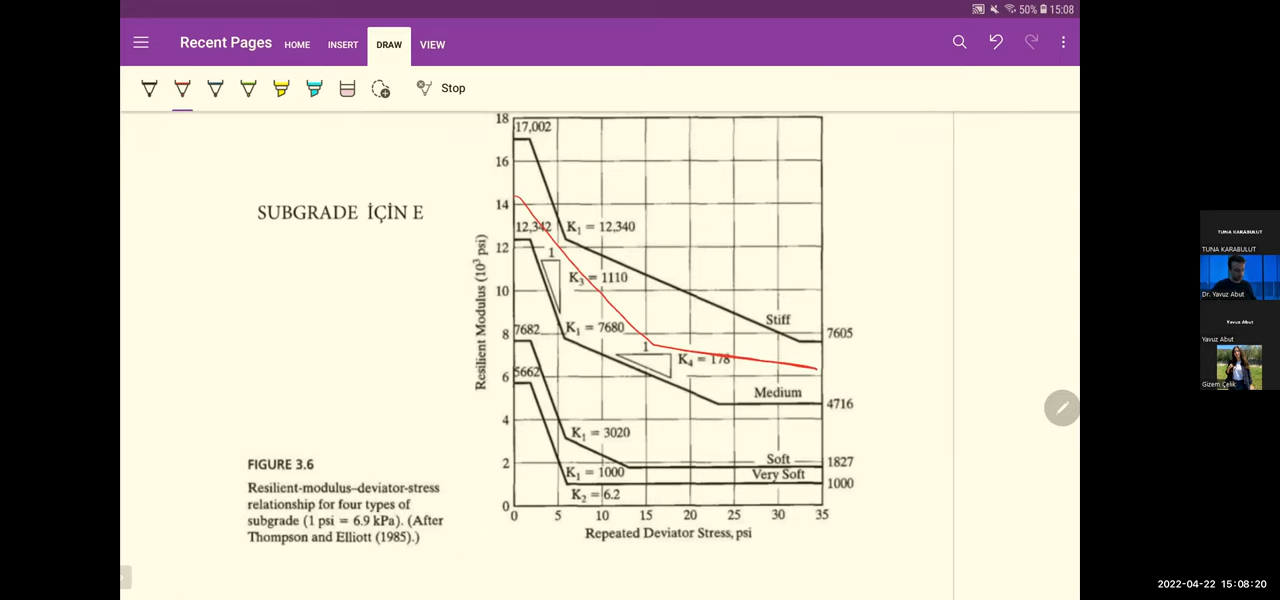 50% 15:08
Recent Pages HOME INSERT DRAW VIEW
Stop
SUBGRADE İÇİN E
18
17,002
16
14
12,342
K₁ = 12,340
12
1
K₃ = 1110
10
7682
K₁ = 7680
8
1
K₄ = 178
Stiff
7605
5662
6
Medium
4716
4
K₁ = 3020
2
Soft
1827
K₁ = 1000
Very Soft
1000
K₂ = 6.2
0
0 5 10 15 20 25 30 35
Repeated Deviator Stress, psi
Resilient Modulus (10³ psi)
FIGURE 3.6
Resilient-modulus–deviator-stress
relationship for four types of
subgrade (1 psi = 6.9 kPa). (After
Thompson and Elliott (1985).)
TUNA KARABULUT
TUNA KARABULUT
Dr. Yavuz Abut
Yavuz Abut
Yavuz Abut
Gizem Çelik
2022-04-22 15:08:20